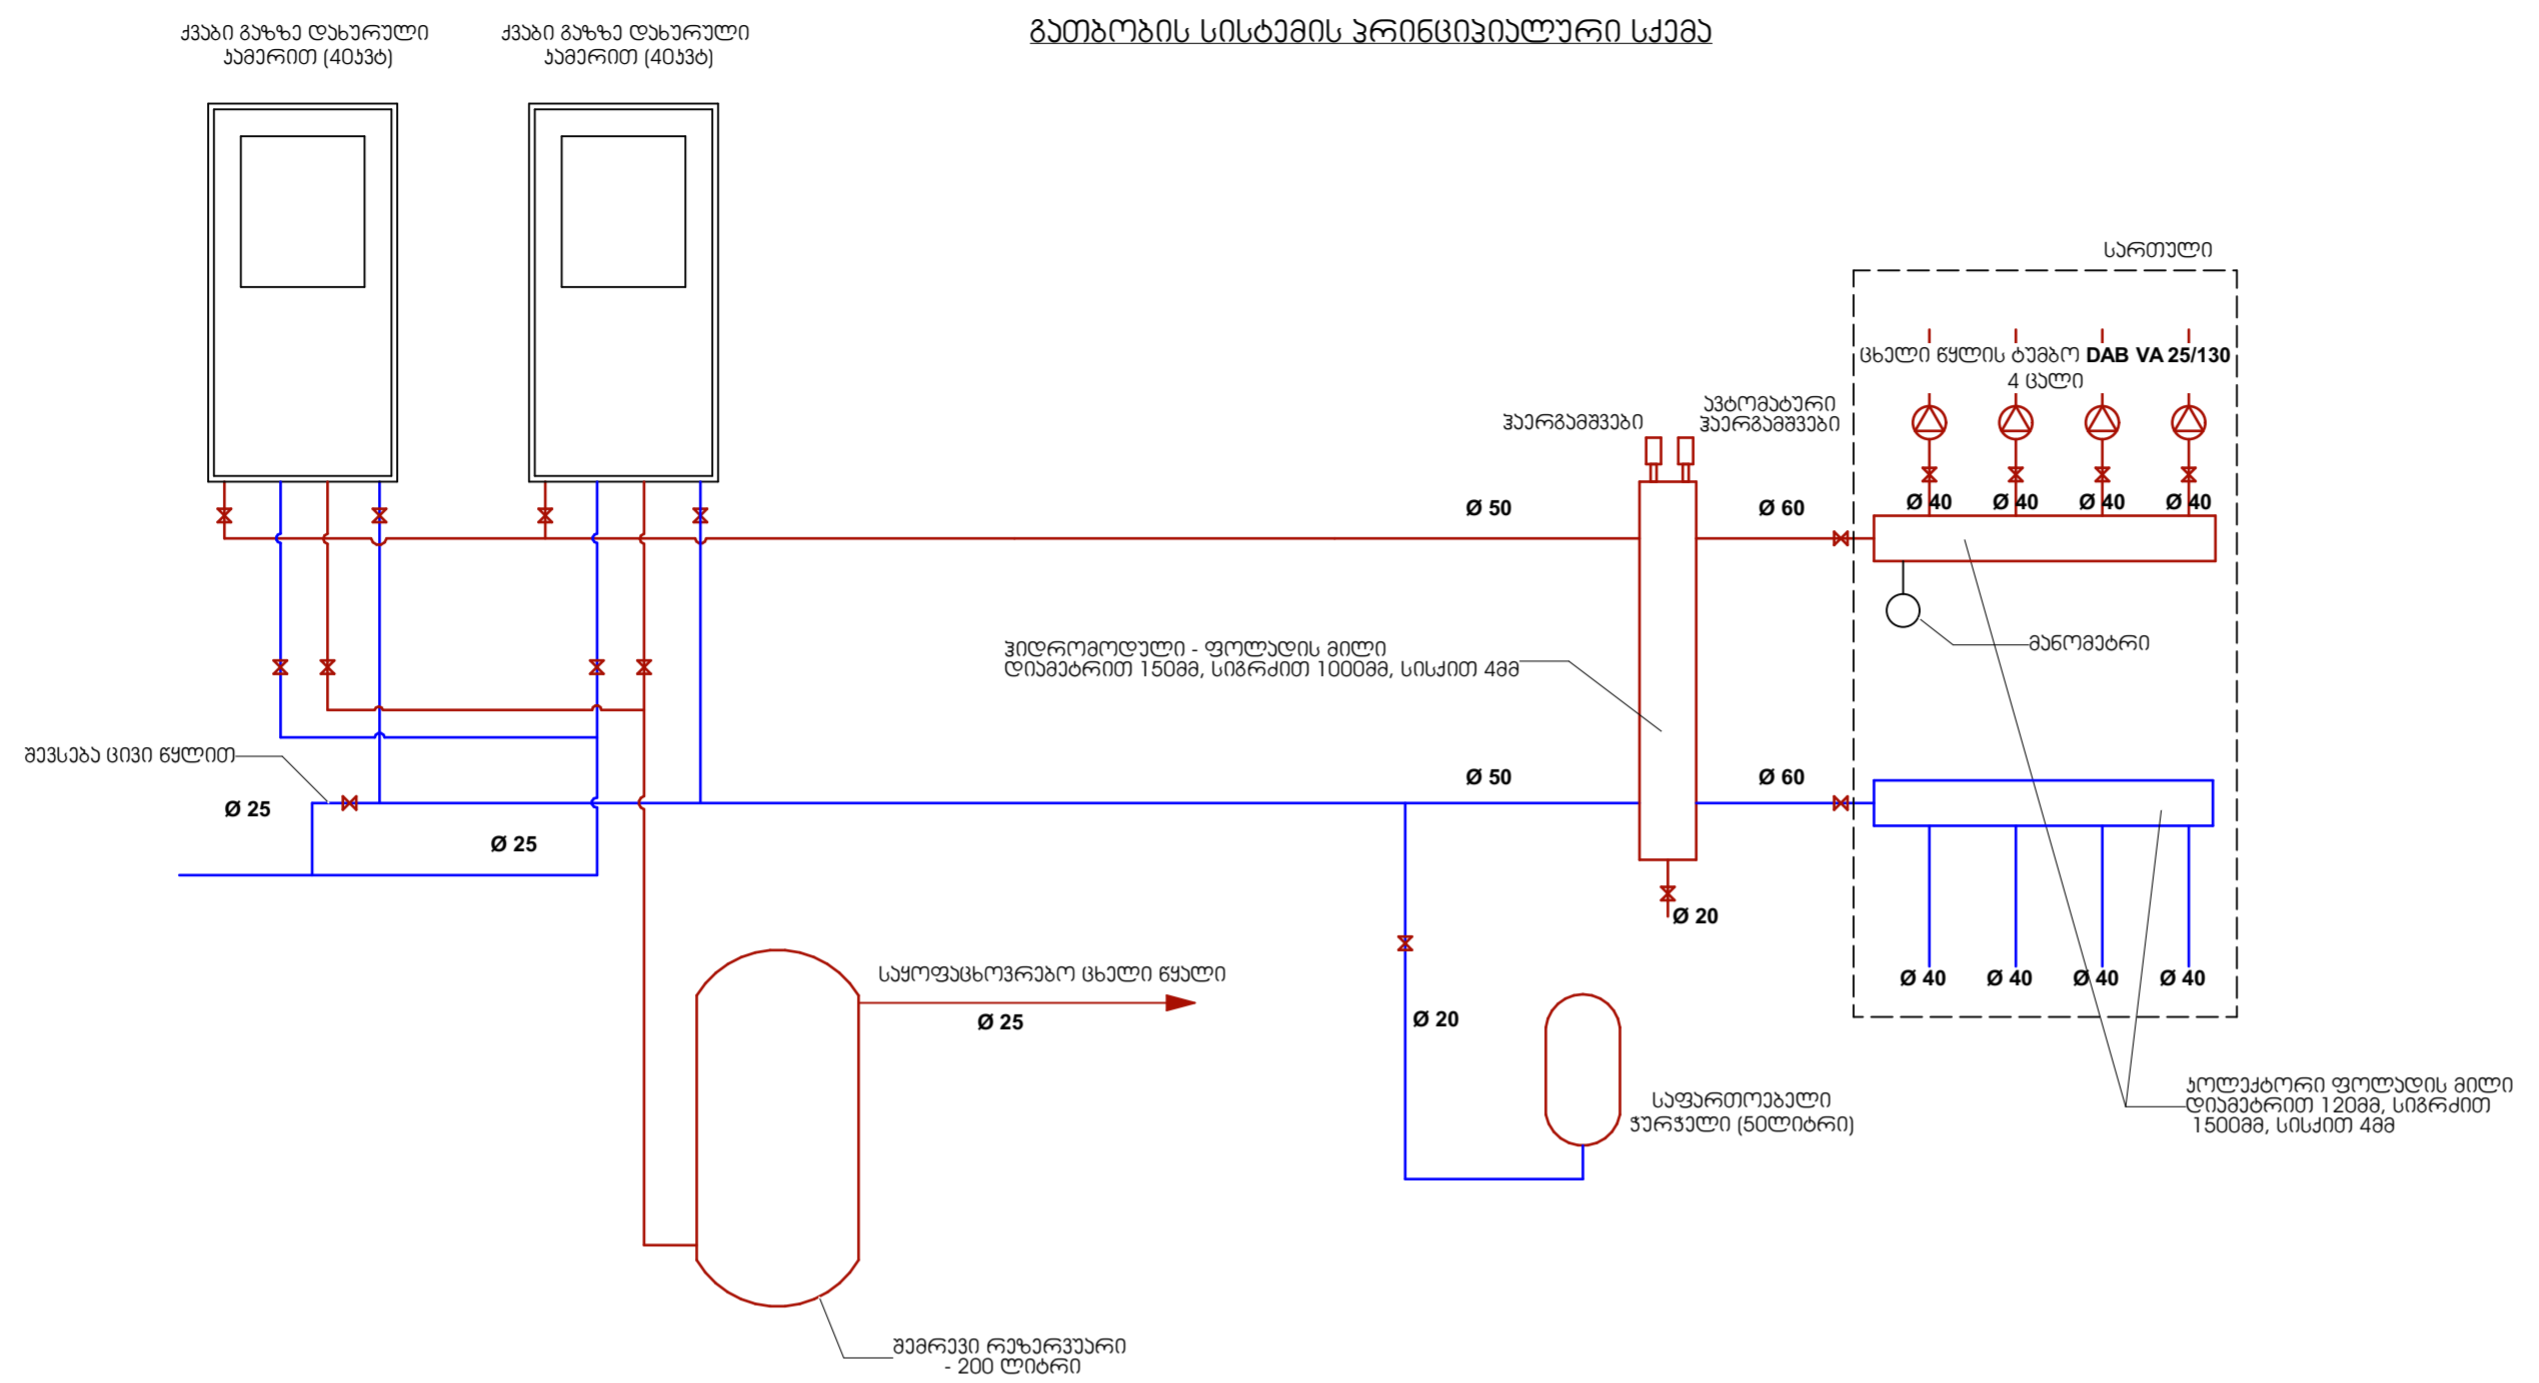 გათბობის სისტემის პრინციპიალური სქემა
ქვაბი გაზზე დახურული
კამერით (40კვტ)
ქვაბი გაზზე დახურული
კამერით (40კვტ)
სართული
ცხელი წყლის ტუმბო DAB VA 25/130
4 ცალი
ჰაერგამშვები
ავტომატური
ჰაერგამშვები
Ø 50
Ø 60
Ø 40
Ø 40
Ø 40
Ø 40
მანომეტრი
ჰიდრომოდული - ფოლადის მილი
დიამეტრით 150მმ, სიგრძით 1000მმ, სისქით 4მმ
შევსება ცივი წყლით
Ø 25
Ø 25
Ø 50
Ø 60
Ø 20
Ø 40
Ø 40
Ø 40
Ø 40
საყოფაცხოვრებო ცხელი წყალი
Ø 25
Ø 20
საფართოებელი
ჭურჭელი (50ლიტრი)
კოლექტორი ფოლადის მილი
დიამეტრით 120მმ, სიგრძით
1500მმ, სისქით 4მმ
შემრევი რეზერვუარი
- 200 ლიტრი